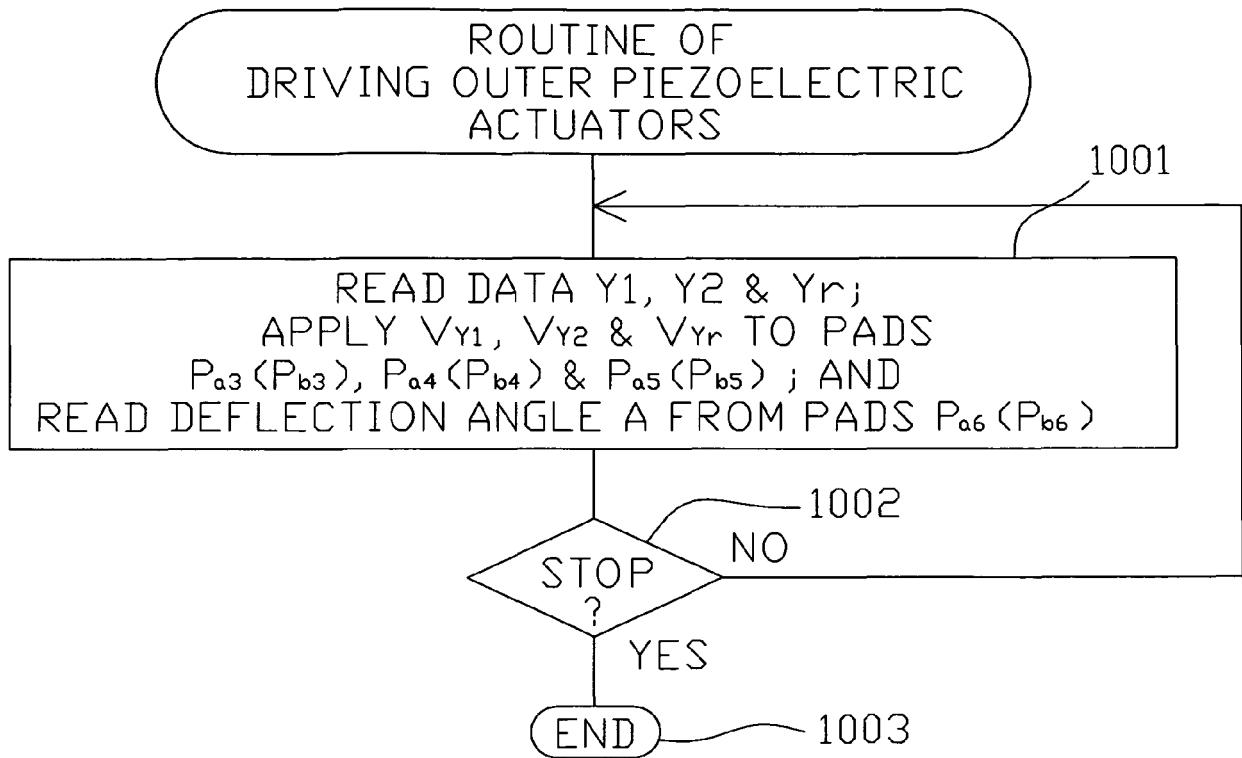 ROUTINE OF
DRIVING OUTER PIEZOELECTRIC
ACTUATORS
1001
READ DATA Y1, Y2 & Yr;
APPLY VY1, VY2 & VYr TO PADS
Pa3(Pb3), Pa4(Pb4) & Pa5(Pb5) ; AND
READ DEFLECTION ANGLE A FROM PADS Pa6(Pb6)
1002
NO
STOP
?
YES
END
1003